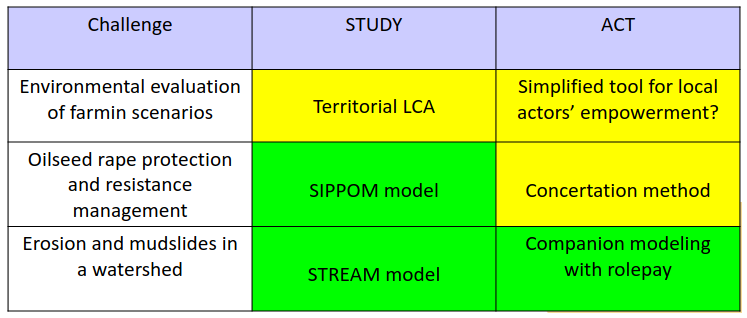 Challenge
STUDY
ACT
Environmental evaluation
of farmin scenarios
Territorial LCA
Simplified tool for local
actors’ empowerment?
Oilseed rape protection
and resistance
management
SIPPOM model
Concertation method
Erosion and mudslides in
a watershed
STREAM model
Companion modeling
with rolepay